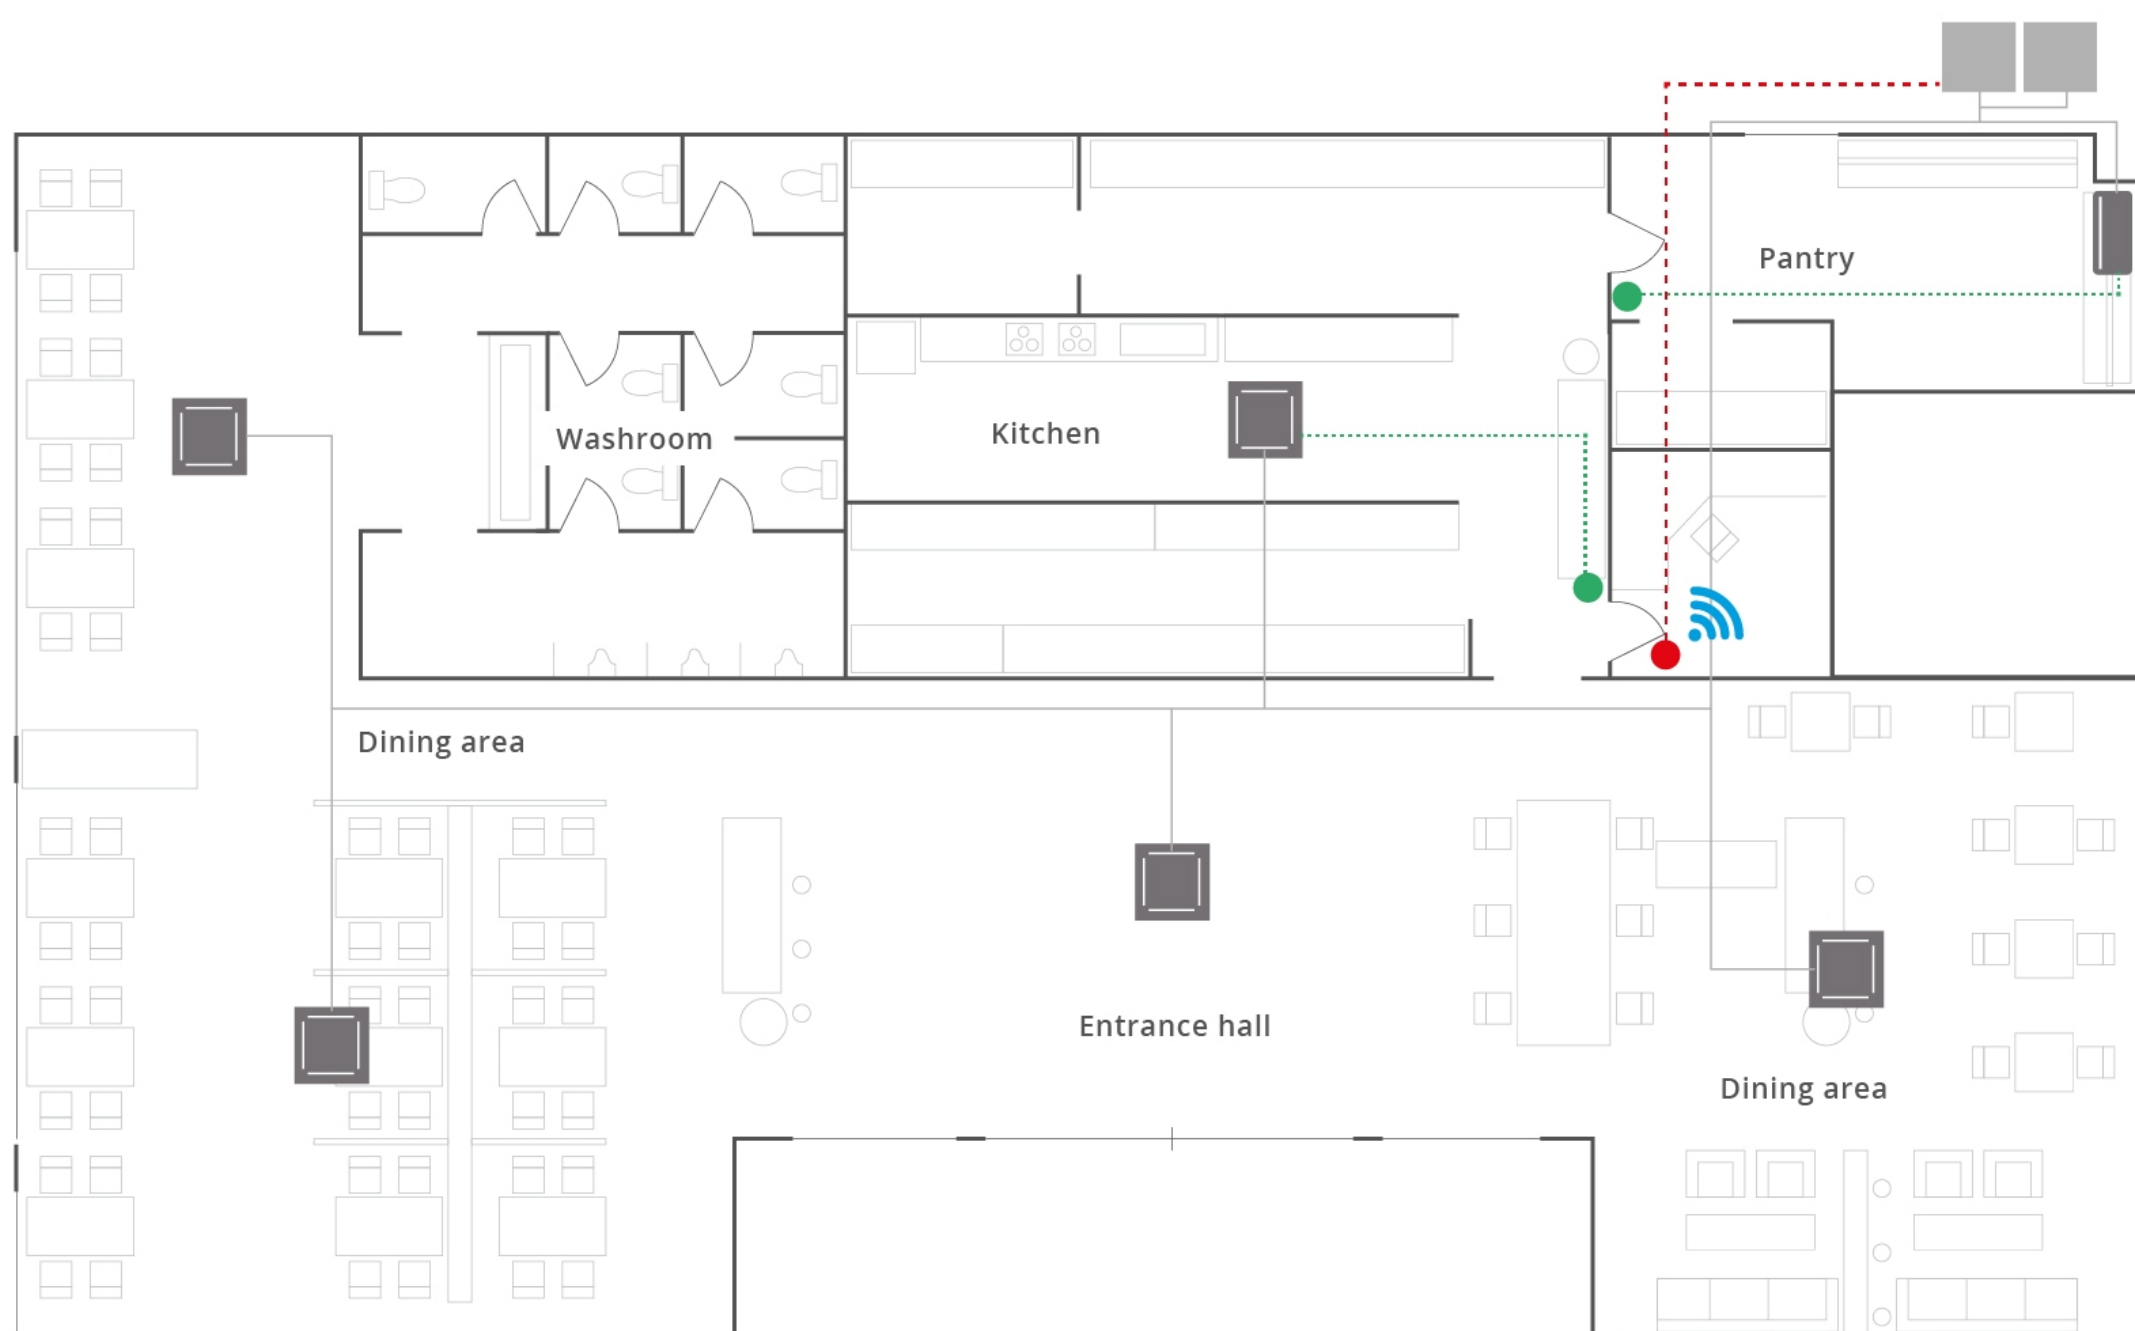 Pantry
Washroom
Kitchen
Dining area
Entrance hall
Dining area